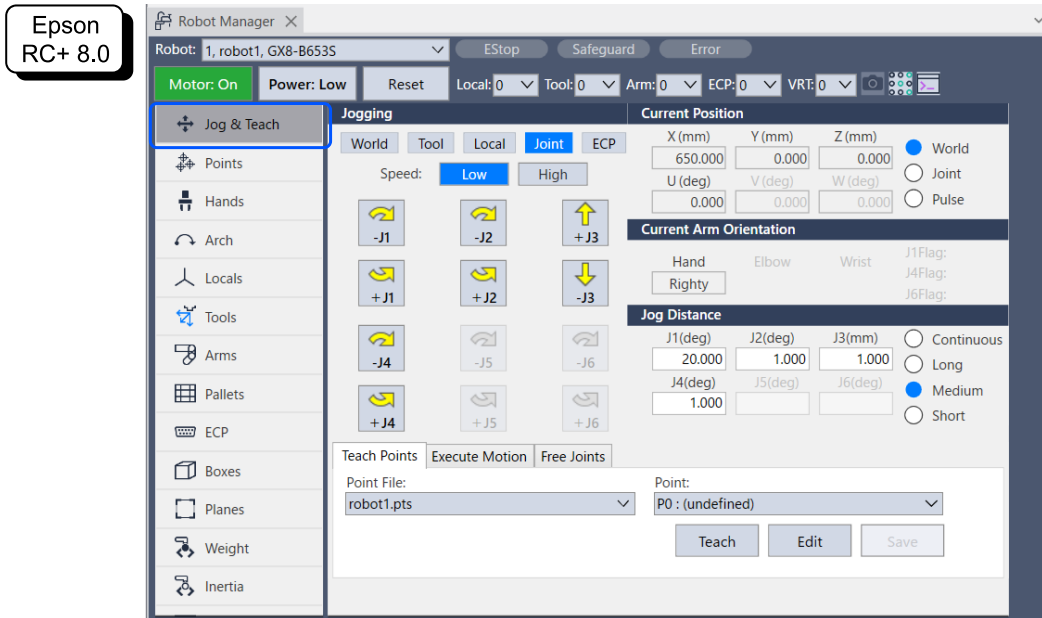 Epson
RC+ 8.0
Robot Manager
Robot: 1, robot1, GX8-B653S EStop Safeguard Error
Motor: On Power: Low Reset Local: 0 Tool: 0 Arm: 0 ECP: 0 VRT: 0
Jog & Teach
Points
Hands
Arch
Locals
Tools
Arms
Pallets
ECP
Boxes
Planes
Weight
Inertia
Jogging
World Tool Local Joint ECP
Speed: Low High
-J1 -J2 +J3
+J1 +J2 -J3
-J4 -J5 -J6
+J4 +J5 +J6
Current Position
X (mm) Y (mm) Z (mm)
650.000 0.000 0.000
U (deg) V (deg) W (deg)
0.000 0.000 0.000
World
Joint
Pulse
Current Arm Orientation
Hand Elbow Wrist
Righty
J1Flag:
J4Flag:
J6Flag:
Jog Distance
J1(deg) J2(deg) J3(mm)
20.000 1.000 1.000
J4(deg) J5(deg) J6(deg)
1.000
Continuous
Long
Medium
Short
Teach Points Execute Motion Free Joints
Point File: Point:
robot1.pts P0 : (undefined)
Teach Edit Save